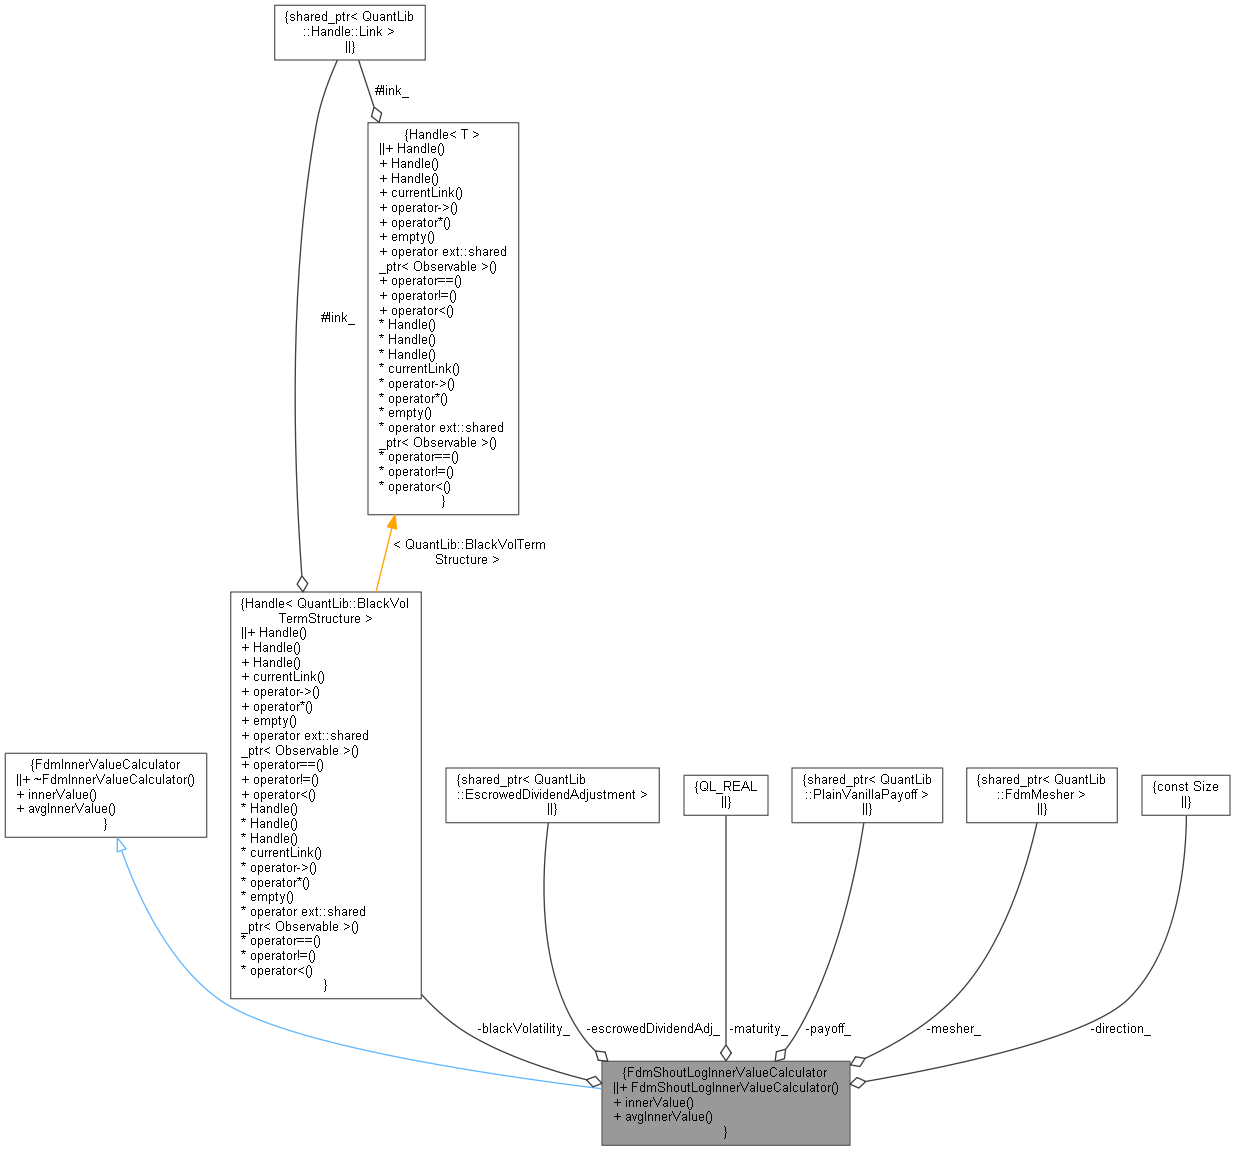 {shared_ptr< QuantLib
::Handle::Link >
||}
#link_
{Handle< T >
||+ Handle()
+ Handle()
+ Handle()
+ currentLink()
+ operator->()
+ operator*()
+ empty()
+ operator ext::shared
_ptr< Observable >()
+ operator==()
+ operator!=()
+ operator<()
* Handle()
* Handle()
* Handle()
* currentLink()
* operator->()
* operator*()
* empty()
* operator ext::shared
_ptr< Observable >()
* operator==()
* operator!=()
* operator<()
}
#link_
< QuantLib::BlackVolTerm
Structure >
{Handle< QuantLib::BlackVol
TermStructure >
||+ Handle()
+ Handle()
+ Handle()
+ currentLink()
+ operator->()
+ operator*()
+ empty()
+ operator ext::shared
_ptr< Observable >()
+ operator==()
+ operator!=()
+ operator<()
* Handle()
* Handle()
* Handle()
* currentLink()
* operator->()
* operator*()
* empty()
* operator ext::shared
_ptr< Observable >()
* operator==()
* operator!=()
* operator<()
}
{FdmInnerValueCalculator
||+ ~FdmInnerValueCalculator()
+ innerValue()
+ avgInnerValue()
}
{shared_ptr< QuantLib
::EscrowedDividendAdjustment >
||}
{QL_REAL
||}
{shared_ptr< QuantLib
::PlainVanillaPayoff >
||}
{shared_ptr< QuantLib
::FdmMesher >
||}
{const Size
||}
-blackVolatility_
-escrowedDividendAdj_
-maturity_
-payoff_
-mesher_
-direction_
{FdmShoutLogInnerValueCalculator
||+ FdmShoutLogInnerValueCalculator()
+ innerValue()
+ avgInnerValue()
}